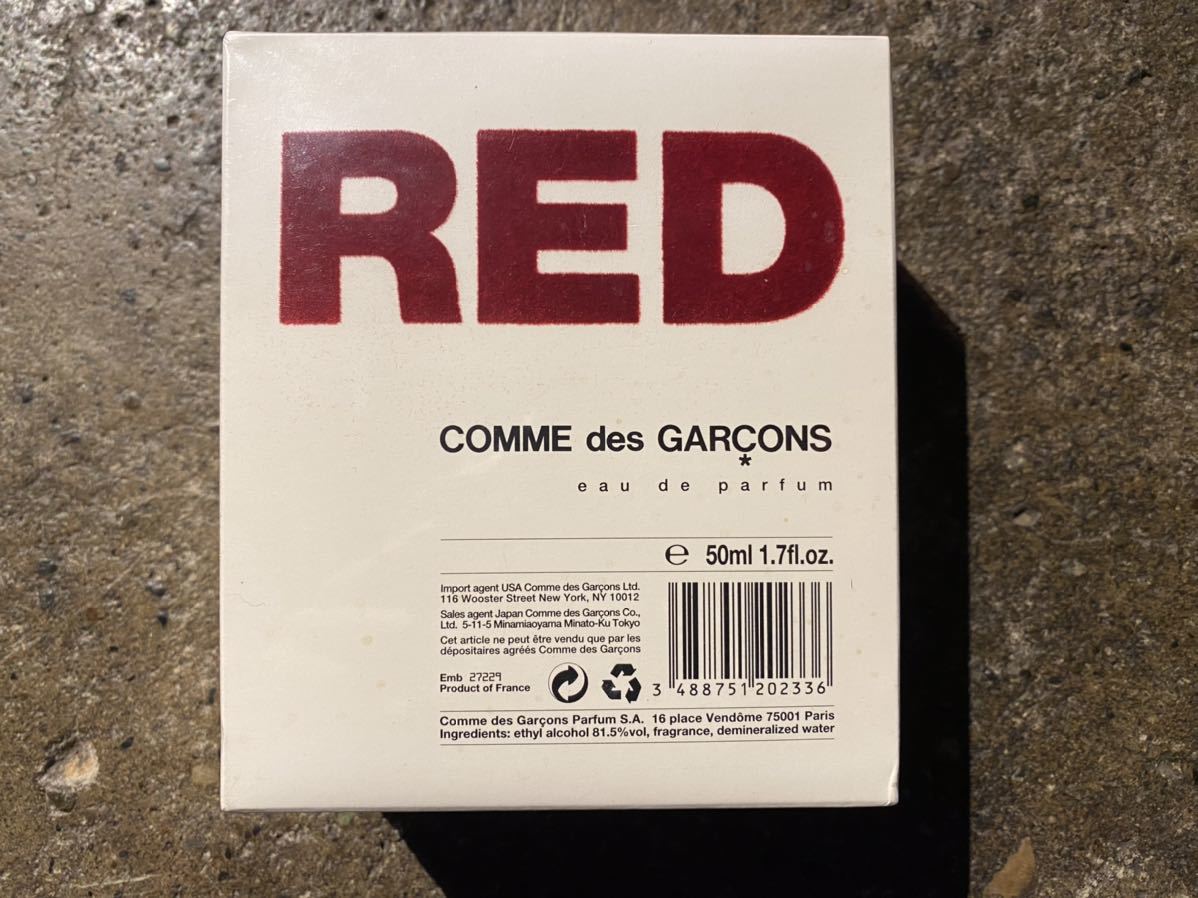 RED
COMME des GARÇONS
*
eau de parfum
℮ 50ml 1.7fl.oz.
Import agent USA Comme des Garçons Ltd.
116 Wooster Street New York, NY 10012
Sales agent Japan Comme des Garçons Co.,
Ltd. 5-11-5 Minamiaoyama Minato-Ku Tokyo
Cet article ne peut être vendu que par les
dépositaires agréés Comme des Garçons
Emb 27229
Product of France
3 488751 202336
Comme des Garçons Parfum S.A. 16 place Vendôme 75001 Paris
Ingredients: ethyl alcohol 81.5%vol, fragrance, demineralized water